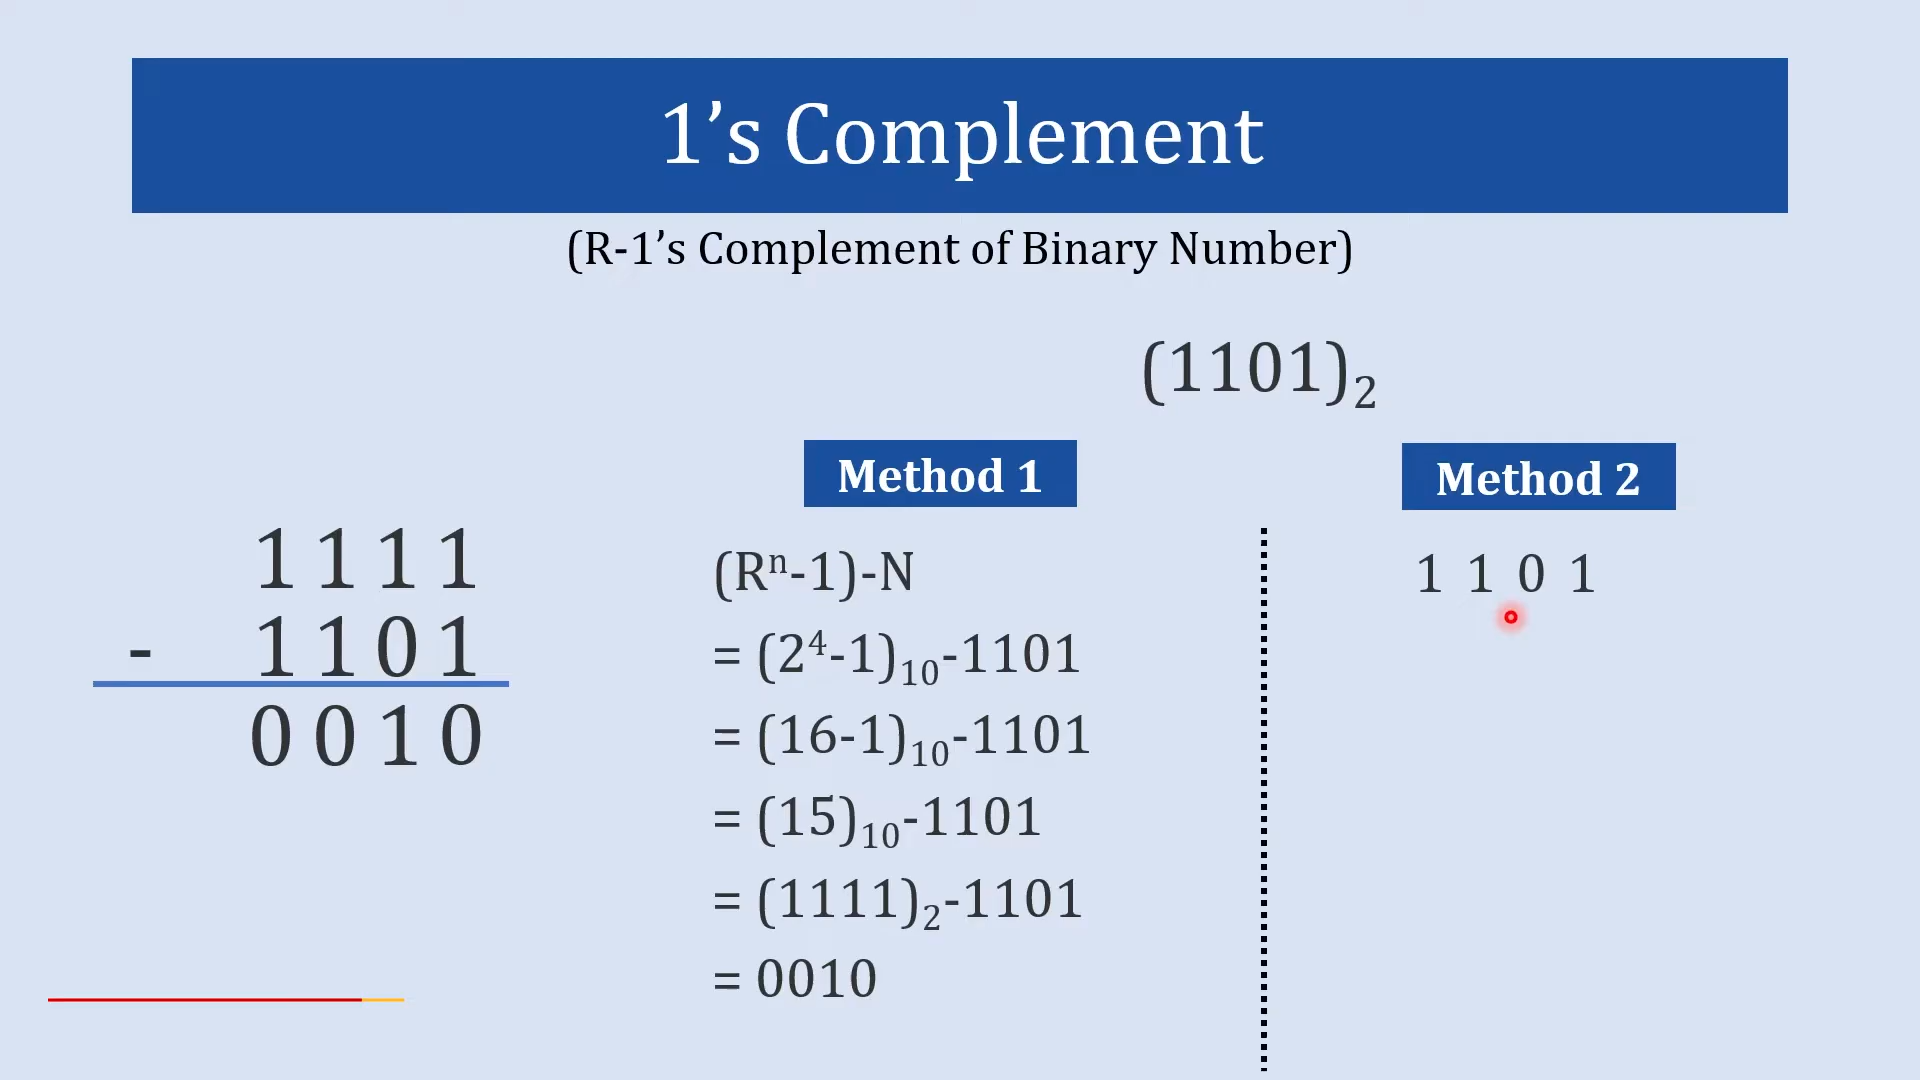 1’s Complement
(R-1’s Complement of Binary Number)
(1101)₂
1 1 1 1
- 1 1 0 1
0 0 1 0
Method 1
(Rⁿ-1)-N
= (2⁴-1)₁₀-1101
= (16-1)₁₀-1101
= (15)₁₀-1101
= (1111)₂-1101
= 0010
Method 2
1 1 0 1